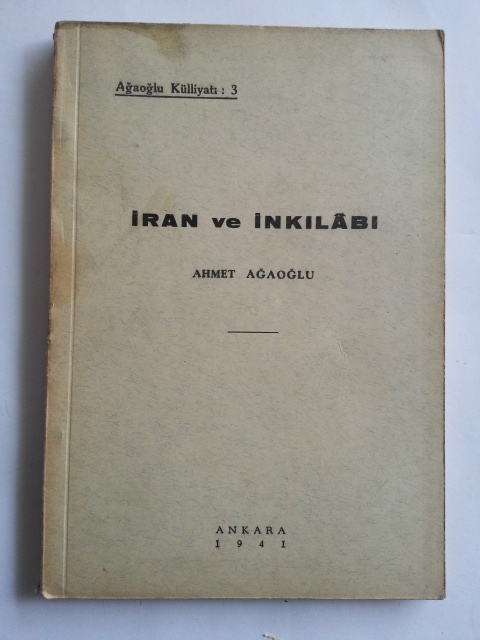 Ağaoğlu Külliyatı : 3
İRAN ve İNKILÂBI
AHMET AĞAOĞLU
ANKARA
1941